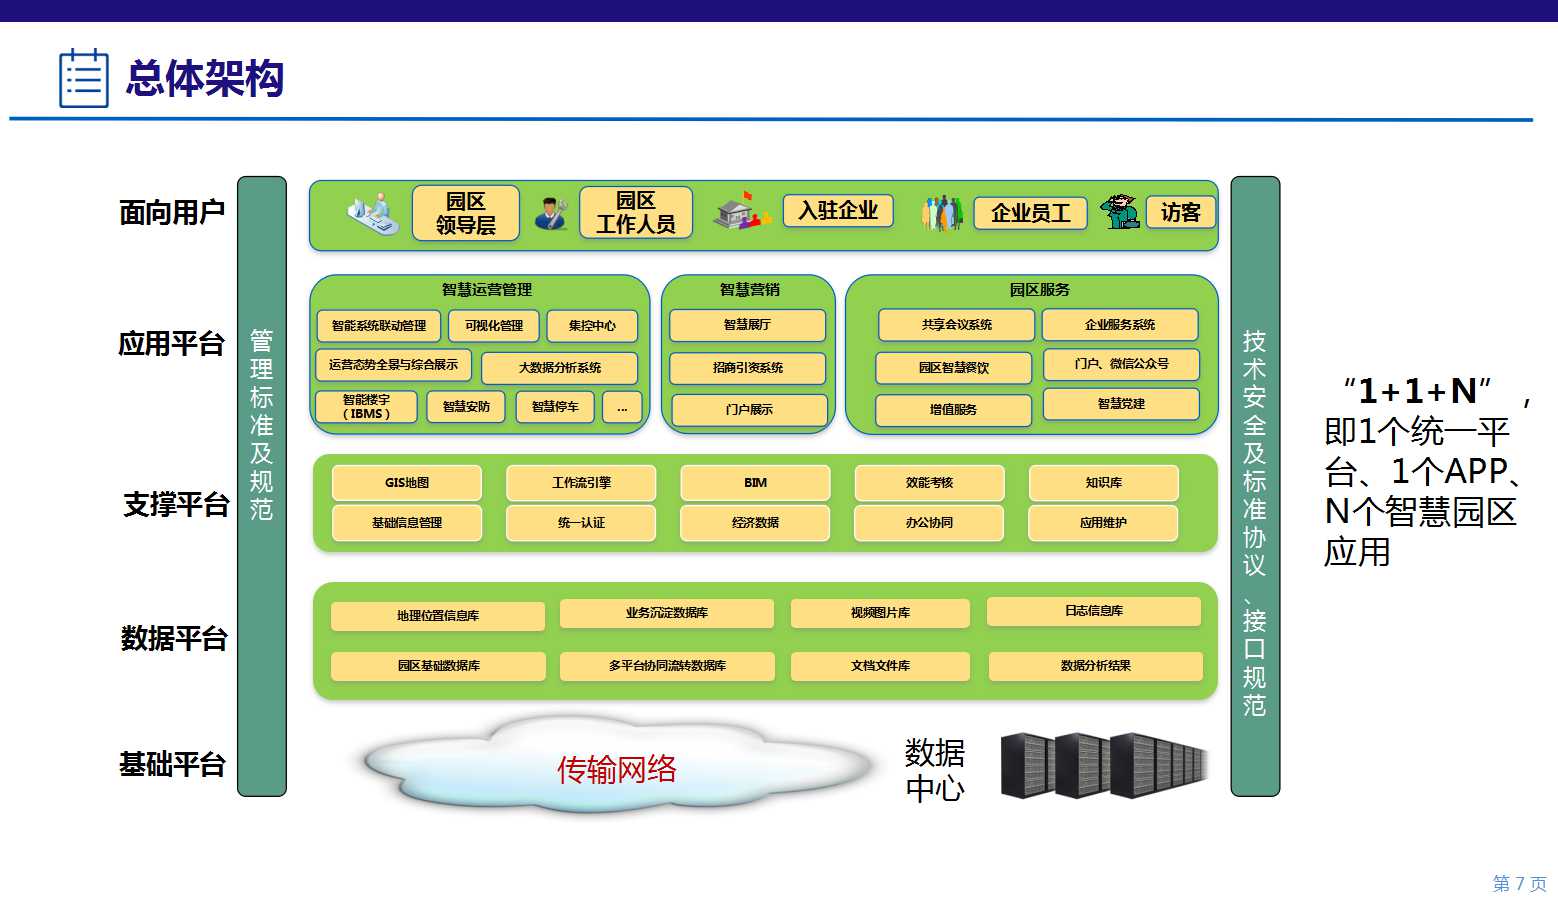 总体架构
面向用户
园区
领导层
园区
工作人员
入驻企业
企业员工
访客
应用平台
智慧运营管理
智能系统联动管理
可视化管理
集控中心
运营态势全景与综合展示
大数据分析系统
智能楼宇
（IBMS）
智慧安防
智慧停车
...
智慧营销
智慧展厅
招商引资系统
门户展示
园区服务
共享会议系统
企业服务系统
园区智慧餐饮
门户、微信公众号
增值服务
智慧党建
支撑平台
GIS地图
工作流引擎
BIM
效能考核
知识库
基础信息管理
统一认证
经济数据
办公协同
应用维护
数据平台
地理位置信息库
业务沉淀数据库
视频图片库
日志信息库
园区基础数据库
多平台协同流转数据库
文档文件库
数据分析结果
基础平台
传输网络
数据
中心
管理标准及规范
技术安全及标准协议、接口规范
“1+1+N”，
即1个统一平
台、1个APP、
N个智慧园区
应用
第 7 页